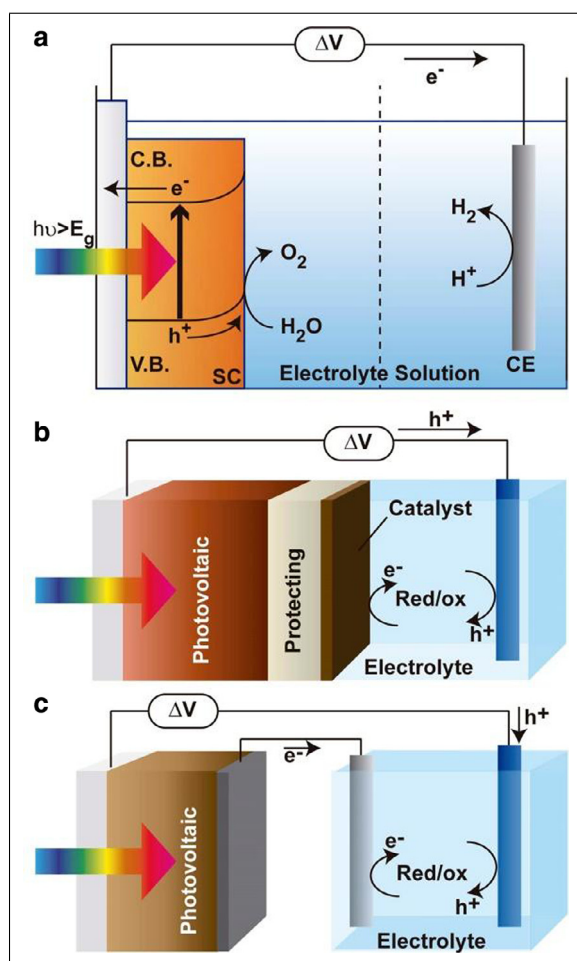 a
ΔV
e-
C.B.
e-
hυ>Eg
O2
H2
H+
h+
H2O
V.B.
SC
Electrolyte Solution
CE
b
h+
ΔV
Catalyst
Photovoltaic
Protecting
e-
Red/ox
h+
Electrolyte
c
ΔV
h+
e-
Photovoltaic
e-
Red/ox
h+
Electrolyte